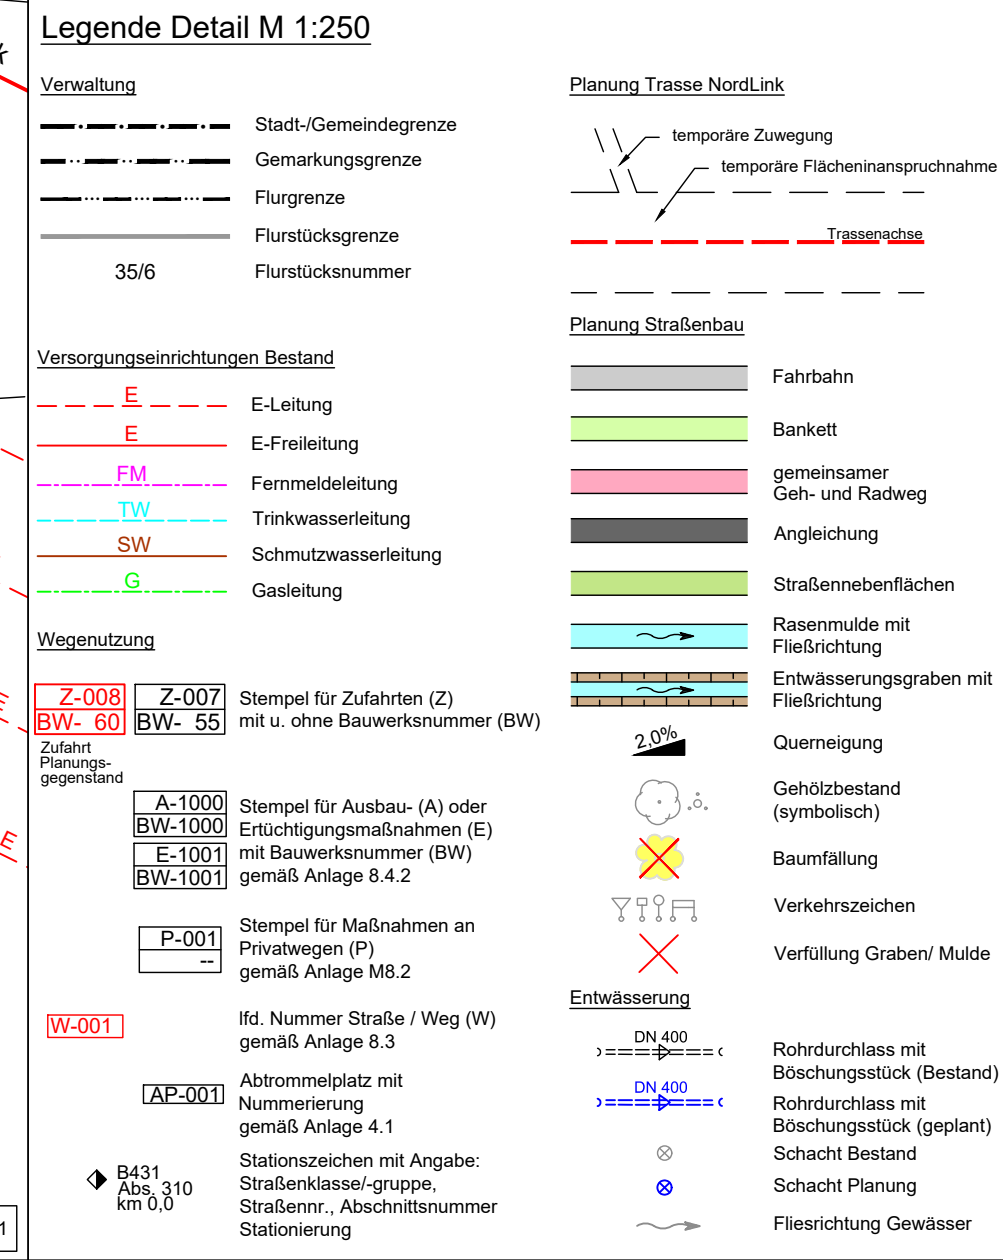 Legende Detail M 1:250
Verwaltung
Stadt-/Gemeindegrenze
Gemarkungsgrenze
Flurgrenze
Flurstücksgrenze
35/6
Flurstücksnummer
Versorgungseinrichtungen Bestand
E
E-Leitung
E
E-Freileitung
FM
Fernmeldeleitung
TW
Trinkwasserleitung
SW
Schmutzwasserleitung
G
Gasleitung
Wegenutzung
Z-008
BW- 60
Z-007
BW- 55
Stempel für Zufahrten (Z)
mit u. ohne Bauwerksnummer (BW)
Zufahrt
Planungs-
gegenstand
A-1000
BW-1000
E-1001
BW-1001
Stempel für Ausbau- (A) oder
Ertüchtigungsmaßnahmen (E)
mit Bauwerksnummer (BW)
gemäß Anlage 8.4.2
P-001
--
Stempel für Maßnahmen an
Privatwegen (P)
gemäß Anlage M8.2
W-001
lfd. Nummer Straße / Weg (W)
gemäß Anlage 8.3
AP-001
Abtrommelplatz mit
Nummerierung
gemäß Anlage 4.1
B431
Abs. 310
km 0,0
Stationszeichen mit Angabe:
Straßenklasse/-gruppe,
Straßennr., Abschnittsnummer
Stationierung
Planung Trasse NordLink
temporäre Zuwegung
temporäre Flächeninanspruchnahme
Trassenachse
Planung Straßenbau
Fahrbahn
Bankett
gemeinsamer
Geh- und Radweg
Angleichung
Straßennebenflächen
Rasenmulde mit
Fließrichtung
Entwässerungsgraben mit
Fließrichtung
2,0%
Querneigung
Gehölzbestand
(symbolisch)
Baumfällung
Verkehrszeichen
Verfüllung Graben/ Mulde
Entwässerung
DN 400
Rohrdurchlass mit
Böschungsstück (Bestand)
DN 400
Rohrdurchlass mit
Böschungsstück (geplant)
Schacht Bestand
Schacht Planung
Fliesrichtung Gewässer
E
1